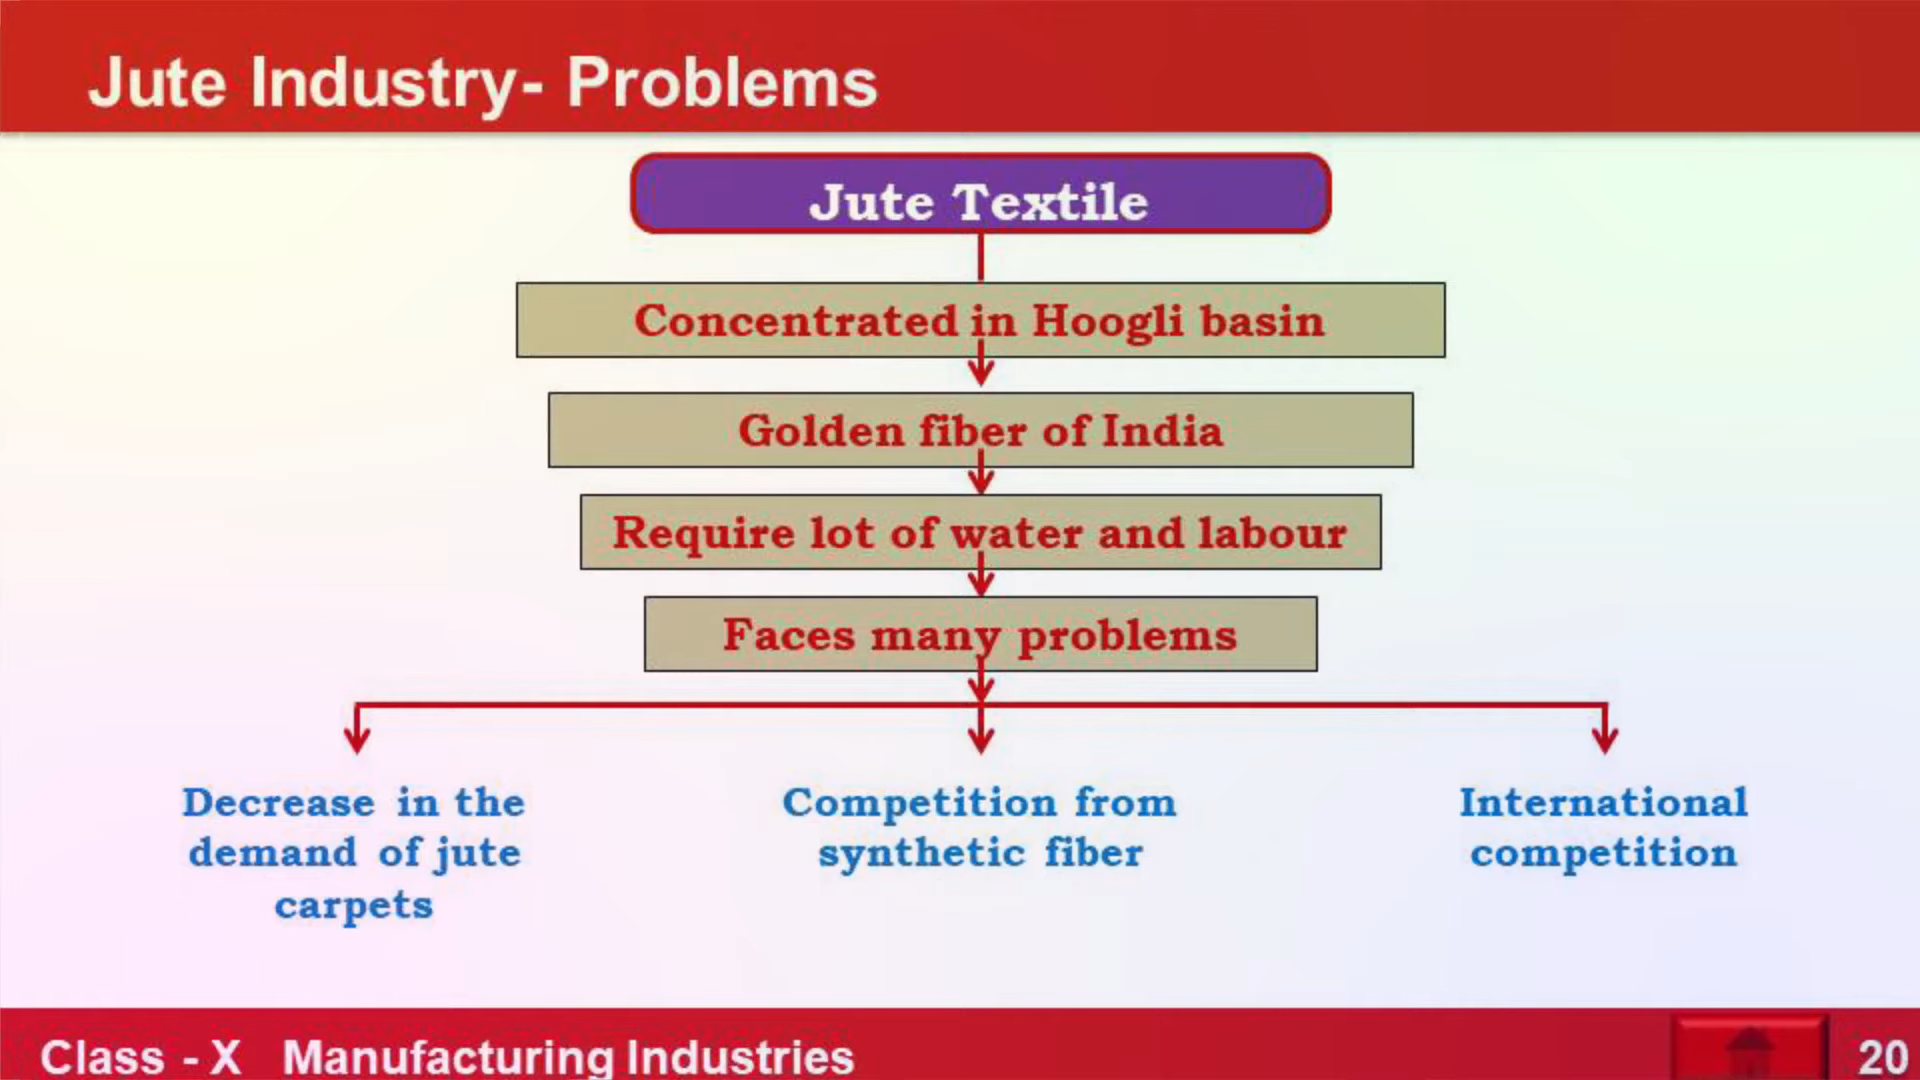 Jute Industry- Problems
Jute Textile
Concentrated in Hoogli basin
Golden fiber of India
Require lot of water and labour
Faces many problems
Decrease in the
demand of jute
carpets
Competition from
synthetic fiber
International
competition
Class - X Manufacturing Industries
20